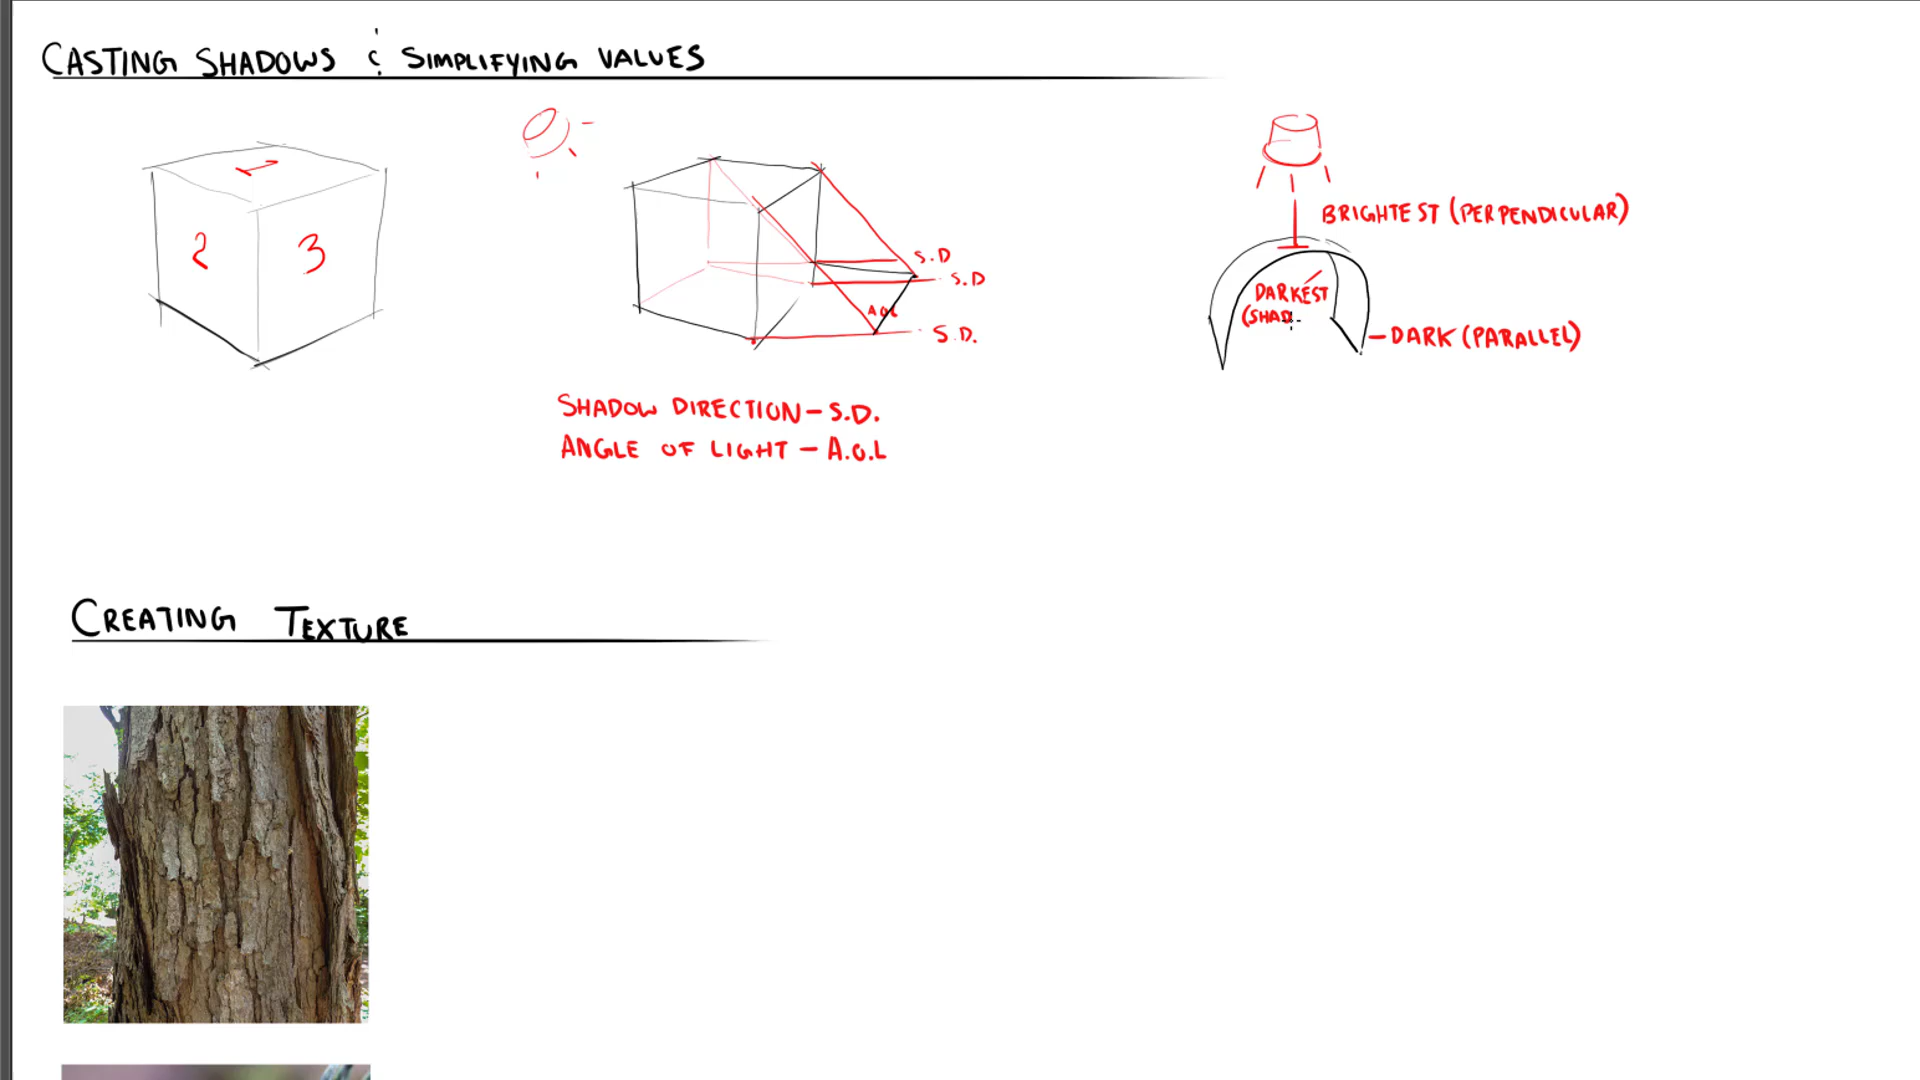 CASTING SHADOWS & SIMPLIFYING VALUES
1
2
3
S.D
S.D
A.O.L
S.D.
SHADOW DIRECTION - S.D.
ANGLE OF LIGHT - A.O.L
BRIGHTEST (PERPENDICULAR)
DARKEST
(SHAD
- DARK (PARALLEL)
CREATING TEXTURE